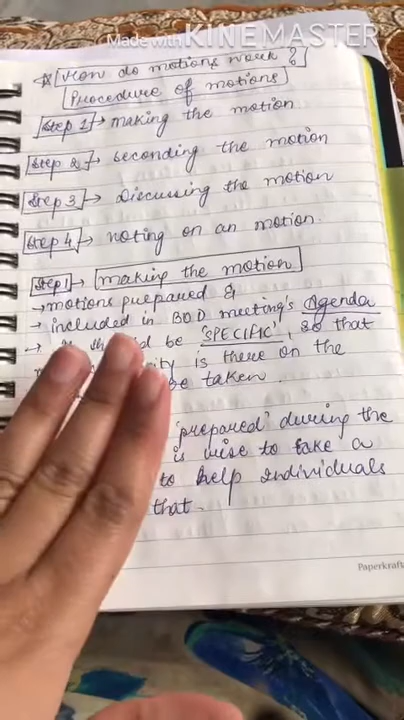 Made with KINEMASTER
☆ How do motions work?
Procedure of motions
Step 1 → making the motion
Step 2 → seconding the motion
Step 3 → Discussing the motion
Step 4 → voting on an motion.
Step 1 → making the motion
→ motions prepared &
→ included in BOD meeting's Agenda
→ be 'SPECIFIC', so that
is there on the
be taken.
'prepared' during the
is wise to take a
to help individuals
that.
Paperkraft